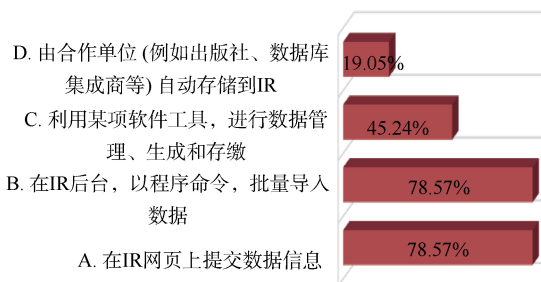 D. 由合作单位 (例如出版社、数据库
集成商等) 自动存储到IR
19.05%
C. 利用某项软件工具，进行数据管
理、生成和存缴
45.24%
B. 在IR后台，以程序命令，批量导入
数据
78.57%
A. 在IR网页上提交数据信息
78.57%